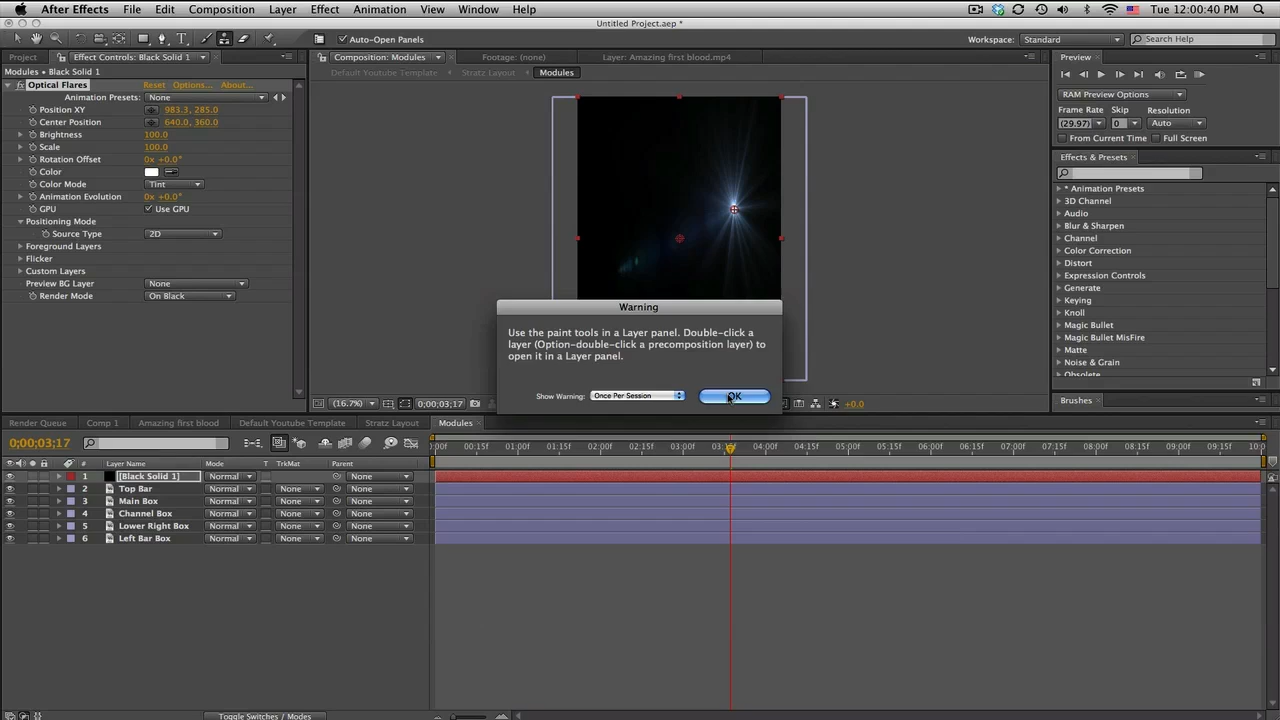 After Effects File Edit Composition Layer Effect Animation View Window Help Tue 12:00:40 PM
Untitled Project.aep *
Auto-Open Panels Workspace: Standard Search Help
Project Effect Controls: Black Solid 1 Composition: Modules Footage: (none) Layer: Amazing first blood.mp4 Preview
Modules • Black Solid 1 Default Youtube Template Stratz Layout Modules
fx Optical Flares Reset Options... About...
Animation Presets: None
Position XY 983.3, 285.0
Center Position 640.0, 360.0
Brightness 100.0
Scale 100.0
Rotation Offset 0x +0.0°
Color
Color Mode Tint
Animation Evolution 0x +0.0°
GPU Use GPU
Positioning Mode
Source Type 2D
Foreground Layers
Flicker
Custom Layers
Preview BG Layer None
Render Mode On Black
RAM Preview Options
Frame Rate Skip Resolution
(29.97) 0 Auto
From Current Time Full Screen
Effects & Presets
* Animation Presets
3D Channel
Audio
Blur & Sharpen
Channel
Color Correction
Distort
Expression Controls
Generate
Keying
Knoll
Magic Bullet
Magic Bullet MisFire
Matte
Noise & Grain
Obsolete
Brushes
Warning
Use the paint tools in a Layer panel. Double-click a
layer (Option-double-click a precomposition layer) to
open it in a Layer panel.
Show Warning: Once Per Session OK
(16.7%) 0;00;03;17 +0.0
Render Queue Comp 1 Amazing first blood Default Youtube Template Stratz Layout Modules
0;00;03;17 :00f 00:15f 01:00f 01:15f 02:00f 02:15f 03:00f 03:15f 04:00f 04:15f 05:00f 05:15f 06:00f 06:15f 07:00f 07:15f 08:00f 08:15f 09:00f 09:15f 10:0
# Layer Name Mode T TrkMat Parent
1 [Black Solid 1] Normal None
2 Top Bar Normal None None
3 Main Box Normal None None
4 Channel Box Normal None None
5 Lower Right Box Normal None None
6 Left Bar Box Normal None None
Toggle Switches / Modes